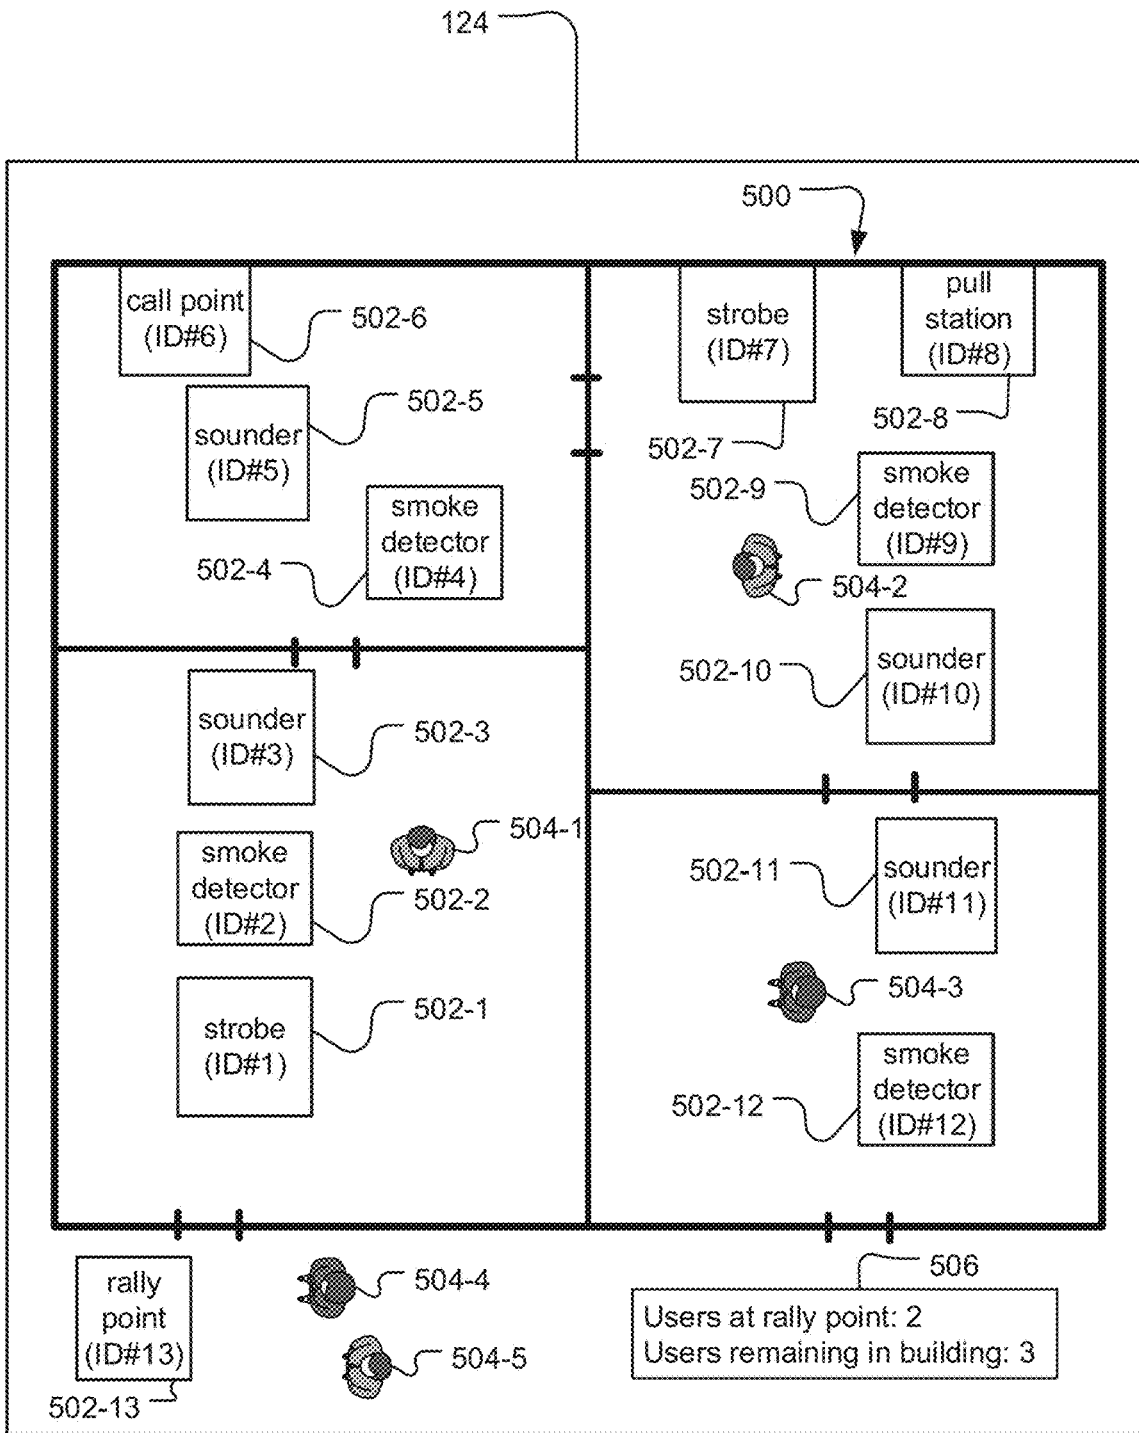 124
500
call point
(ID#6)
502-6
strobe
(ID#7)
502-7
pull
station
(ID#8)
502-8
sounder
(ID#5)
502-5
smoke
detector
(ID#4)
502-4
502-9
smoke
detector
(ID#9)
504-2
502-10
sounder
(ID#10)
sounder
(ID#3)
502-3
504-1
smoke
detector
(ID#2)
502-2
strobe
(ID#1)
502-1
502-11
sounder
(ID#11)
504-3
smoke
detector
(ID#12)
502-12
rally
point
(ID#13)
502-13
504-4
504-5
506
Users at rally point: 2
Users remaining in building: 3